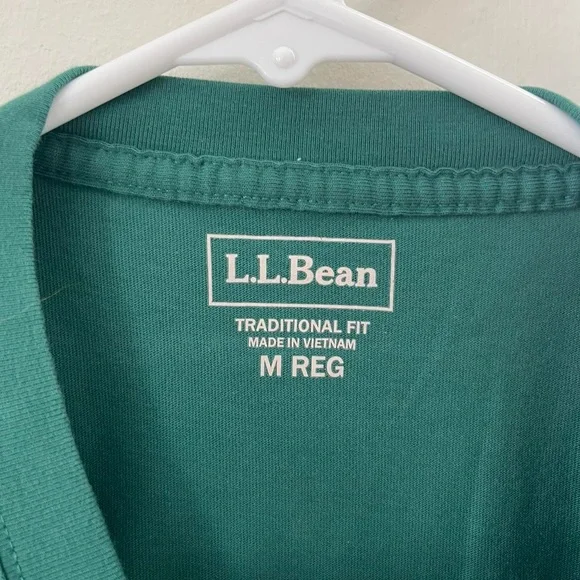 L.L.Bean
TRADITIONAL FIT
MADE IN VIETNAM
M REG